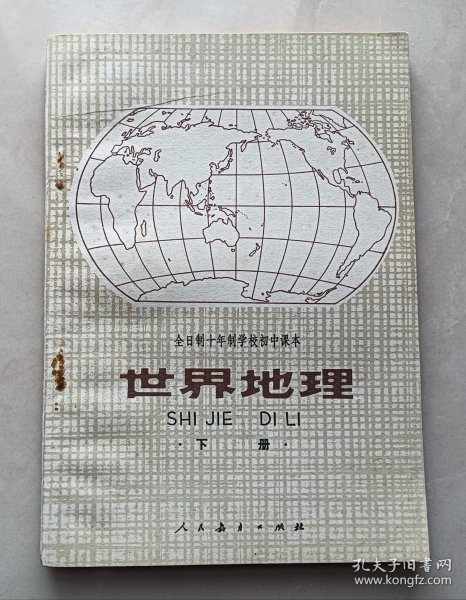 全日制十年制学校初中课本
世界地理
SHI JIE DI LI
·下 册·
人民教育出版社
孔夫子旧书网
www.kongfz.com